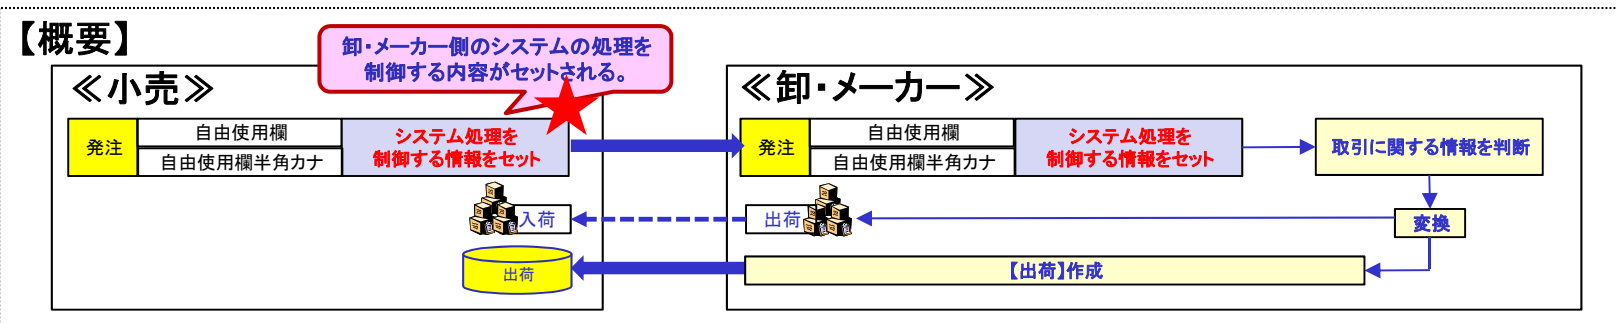 【概要】
卸・メーカー側のシステムの処理を
制御する内容がセットされる。
≪小売≫
発注
自由使用欄
自由使用欄半角カナ
システム処理を
制御する情報をセット
入荷
出荷
≪卸・メーカー≫
発注
自由使用欄
自由使用欄半角カナ
システム処理を
制御する情報をセット
取引に関する情報を判断
変換
出荷
【出荷】作成